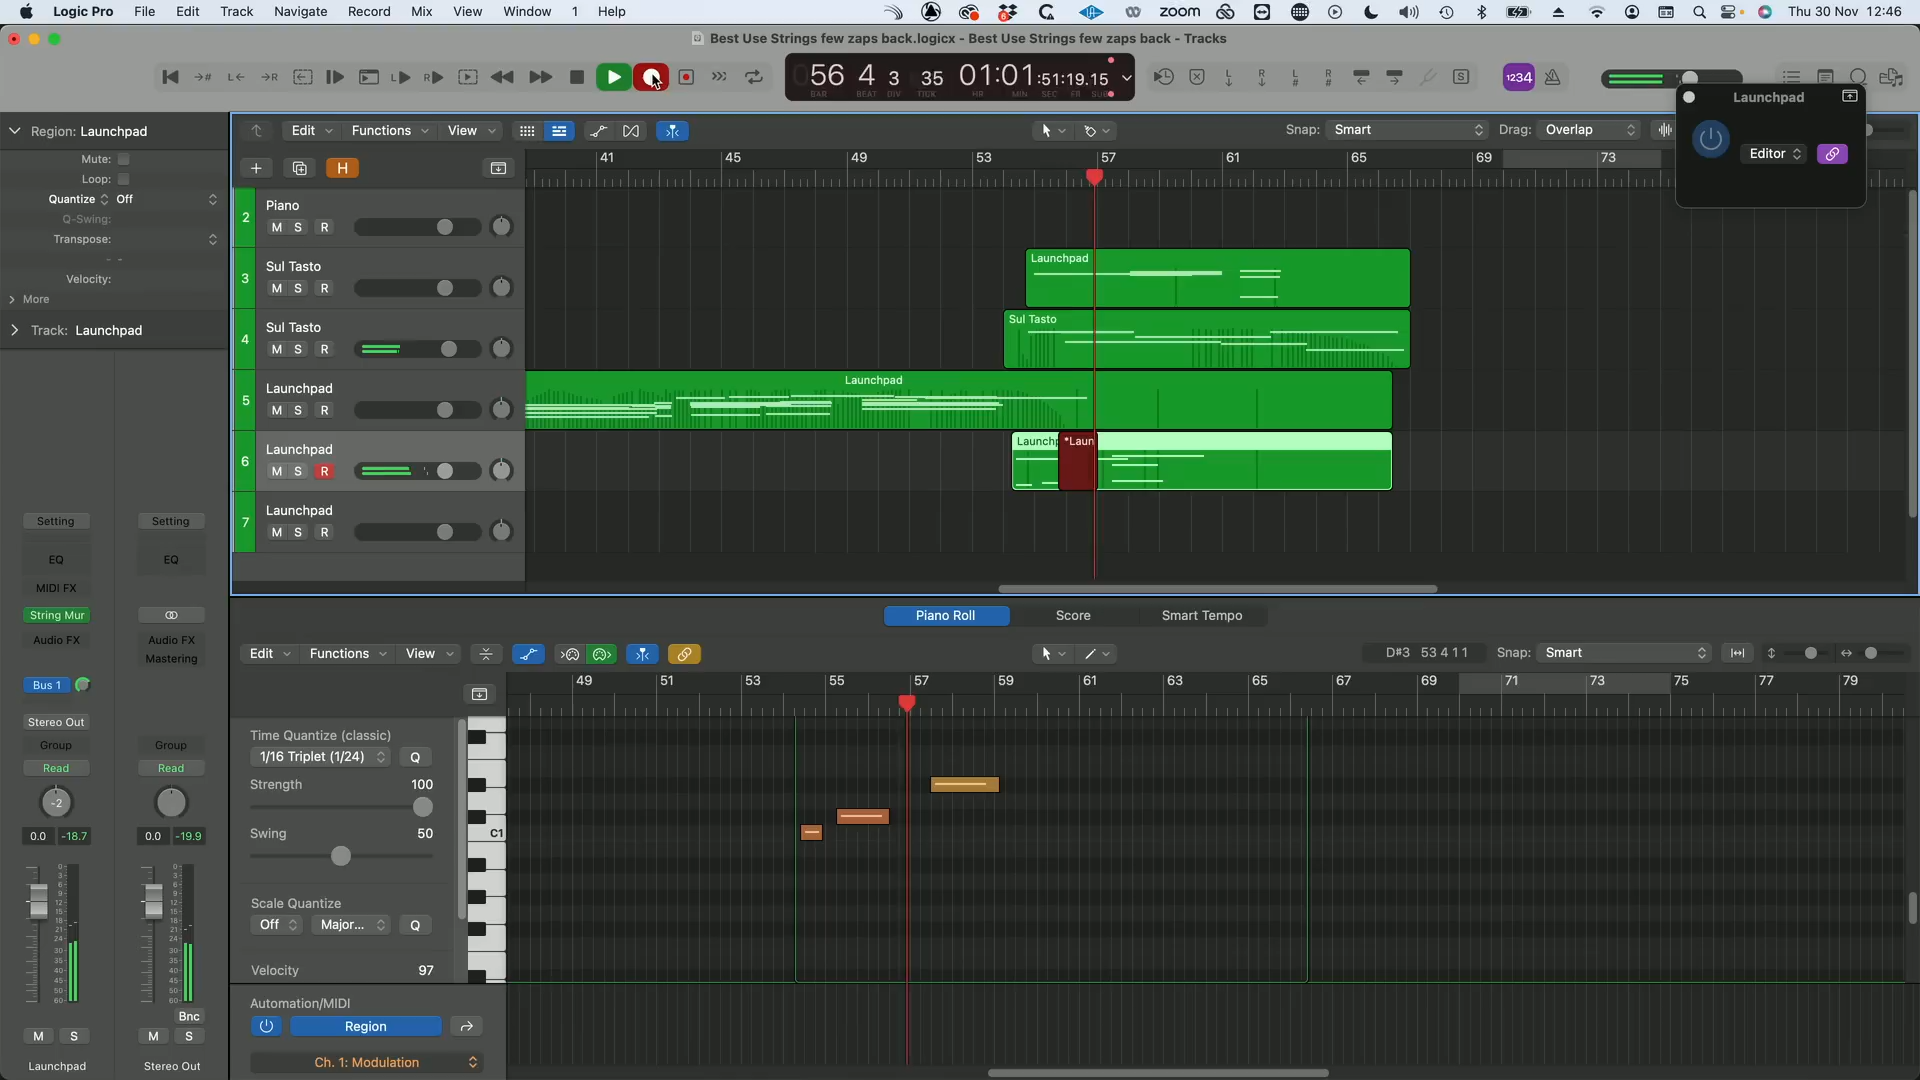 Logic Pro File Edit Track Navigate Record Mix View Window 1 Help
6 zoom Thu 30 Nov 12:46
Best Use Strings few zaps back.logicx - Best Use Strings few zaps back - Tracks
56 4 3 35 01:01:51:19.15
BAR BEAT DIV TICK HR MIN SEC FR SUB
1234
Launchpad
Editor
Region: Launchpad
Mute:
Loop:
Quantize Off
Q-Swing:
Transpose:
- -
Velocity:
More
Track: Launchpad
Edit Functions View
Snap: Smart Drag: Overlap
H
41 45 49 53 57 61 65 69 73
2 Piano
M S R
3 Sul Tasto
M S R
Launchpad
4 Sul Tasto
M S R
Sul Tasto
5 Launchpad
M S R
Launchpad
6 Launchpad
M S R
Launchp *Laun
7 Launchpad
M S R
Setting Setting
EQ EQ
MIDI FX
String Mur
Audio FX Audio FX
Mastering
Bus 1
Stereo Out
Group Group
Read Read
-2
0.0 -18.7 0.0 -19.9
Bnc
M S M S
Launchpad Stereo Out
Piano Roll Score Smart Tempo
Edit Functions View
D#3 53 4 1 1 Snap: Smart
49 51 53 55 57 59 61 63 65 67 69 71 73 75 77 79
Time Quantize (classic)
1/16 Triplet (1/24) Q
Strength 100
Swing 50
C1
Scale Quantize
Off Major... Q
Velocity 97
Automation/MIDI
Region
Ch. 1: Modulation